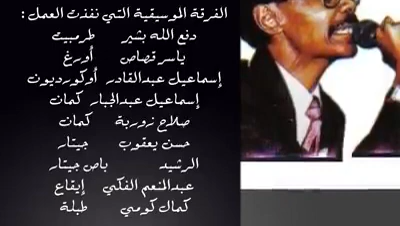 الفرقة الموسيقية التي نفذت العمل :
دفع الله بشير طرمبيت
ياسر قصاص أورغ
إسماعيل عبدالقادر أوكورديون
إسماعيل عبدالجبار كمان
صلاح زوربة كمان
حسن يعقوب جيتار
الرشيد باص جيتار
عبدالمنعم الفكي إيقاع
كمال كومي طبلة